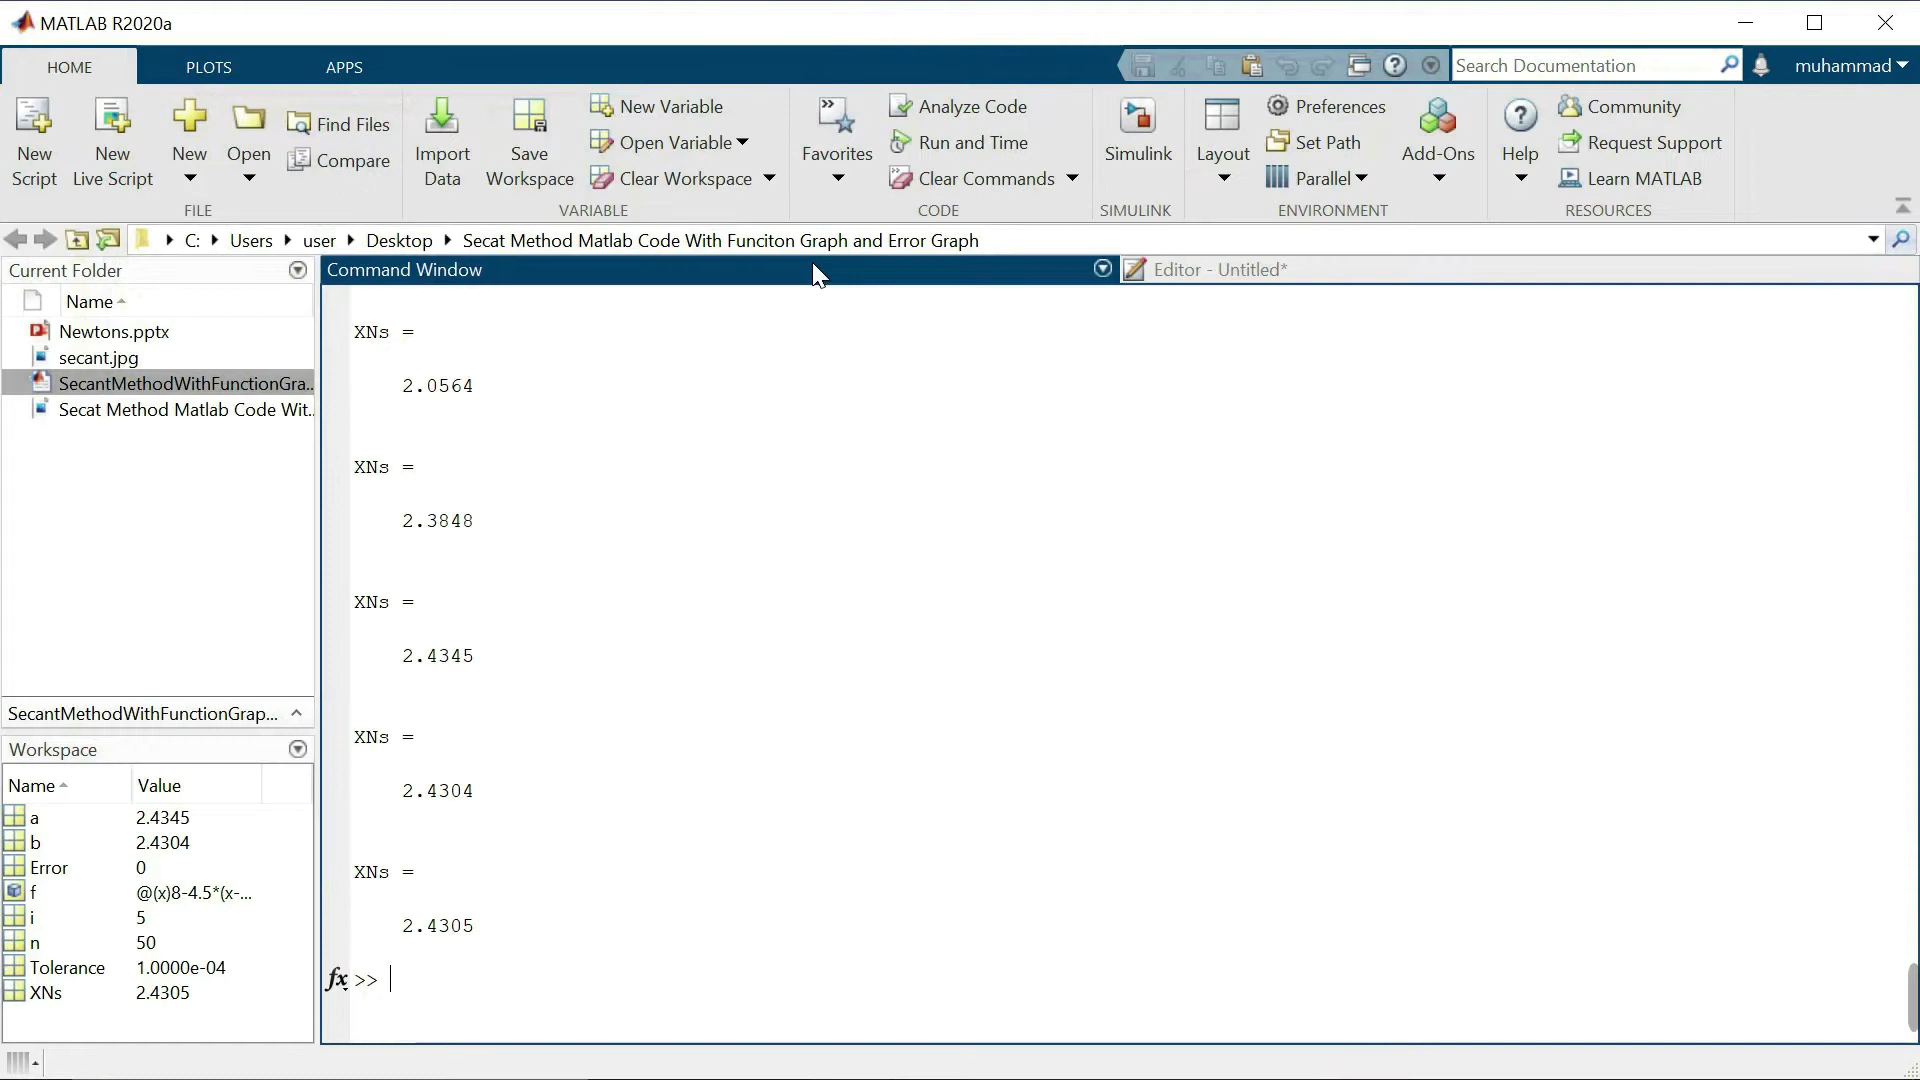 MATLAB R2020a
HOME PLOTS APPS Search Documentation muhammad
New Script
New Live Script
New
Open
Find Files
Compare
FILE
Import Data
Save Workspace
New Variable
Open Variable
Clear Workspace
VARIABLE
Favorites
Analyze Code
Run and Time
Clear Commands
CODE
Simulink
SIMULINK
Layout
Preferences
Set Path
Parallel
Add-Ons
ENVIRONMENT
Help
Community
Request Support
Learn MATLAB
RESOURCES
C: Users user Desktop Secat Method Matlab Code With Funciton Graph and Error Graph
Current Folder
Name
Newtons.pptx
secant.jpg
SecantMethodWithFunctionGra...
Secat Method Matlab Code Wit...
SecantMethodWithFunctionGrap...
Workspace
Name Value
a 2.4345
b 2.4304
Error 0
f @(x)8-4.5*(x-...
i 5
n 50
Tolerance 1.0000e-04
XNs 2.4305
Command Window
Editor - Untitled*
XNs =
2.0564
XNs =
2.3848
XNs =
2.4345
XNs =
2.4304
XNs =
2.4305
fx >>